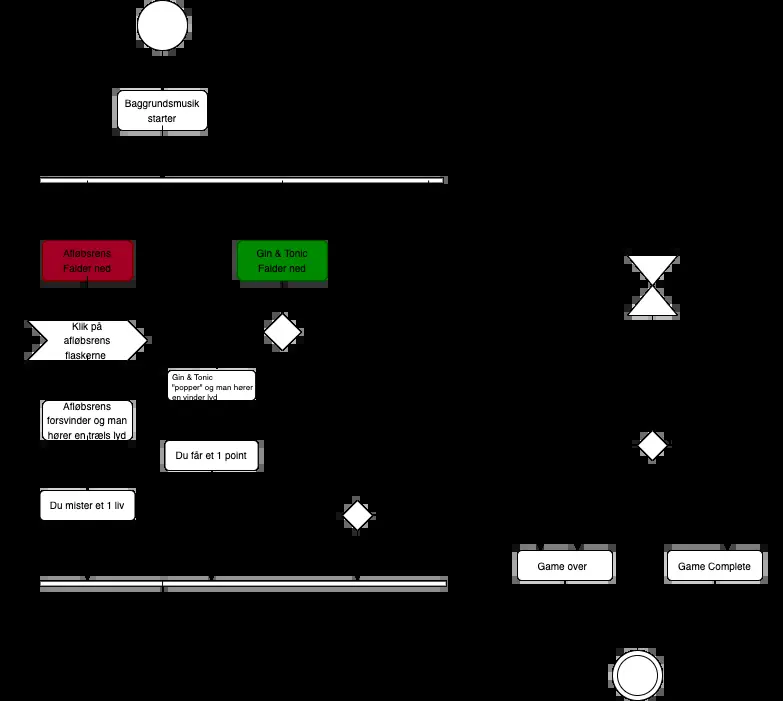 Baggrundsmusik
starter
Afløbsrens
Falder ned
Gin & Tonic
Falder ned
Klik på
afløbsrens
flaskerne
Gin & Tonic
"popper" og man hører
en vinder lyd
Afløbsrens
forsvinder og man
hører en træls lyd
Du får et 1 point
Du mister et 1 liv
Game over
Game Complete